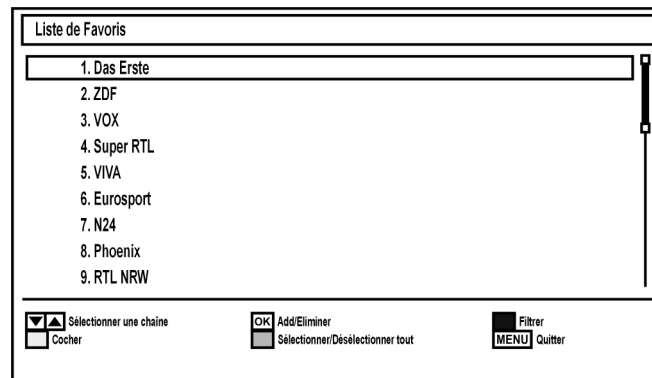 Liste de Favoris
1. Das Erste
2. ZDF
3. VOX
4. Super RTL
5. VIVA
6. Eurosport
7. N24
8. Phoenix
9. RTL NRW
Sélectionner une chaîne OK Add/Eliminer Filtrer
Cocher Sélectionner/Désélectionner tout MENU Quitter